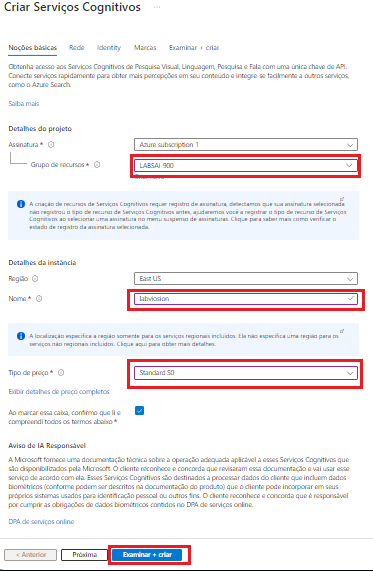 Criar Serviços Cognitivos ...
Noções básicas Rede Identity Marcas Examinar + criar
Obtenha acesso aos Serviços Cognitivos de Pesquisa Visual, Linguagem, Pesquisa e Fala com uma única chave de API.
Conecte serviços rapidamente para obter mais percepções em seu conteúdo e integre-se facilmente a outros serviços,
como o Azure Search.
Saiba mais
Detalhes do projeto
Assinatura * Azure subscription 1
Grupo de recursos * LABSAI-900
A criação de recursos de Serviços Cognitivos requer registro de assinatura, detectamos que sua assinatura selecionada
não registrou o tipo de recurso de Serviços Cognitivos antes, ajudaremos você a registrar o tipo de recurso de Serviços
Cognitivos ao selecionar uma assinatura no menu suspenso de assinaturas. Clique para saber mais como verificar o
estado de registro da assinatura selecionada.
Detalhes da instância
Região East US
Nome * labviosion
A localização especifica a região somente para os serviços regionais incluídos. Ela não especifica uma região para os
serviços não regionais incluídos. Clique aqui para obter mais detalhes.
Tipo de preço * Standard S0
Exibir detalhes de preço completos
Ao marcar essa caixa, confirmo que li e
compreendi todos os termos abaixo *
Aviso de IA Responsável
A Microsoft fornece uma documentação técnica sobre a operação adequada aplicável a esses Serviços Cognitivos que
são disponibilizados pela Microsoft. O cliente reconhece e concorda que revisaram essa documentação e vai usar esse
serviço de acordo com ela. Esses Serviços Cognitivos são destinados a processar dados do cliente que incluem dados
biométricos (conforme podem ser descritos na documentação do produto) que o cliente pode incorporar em seus
próprios sistemas usados para identificação pessoal ou outros fins. O cliente reconhece e concorda que é responsável
por cumprir as obrigações de dados biométricos contidos no DPA de serviços online.
DPA de serviços online
< Anterior Próxima Examinar + criar